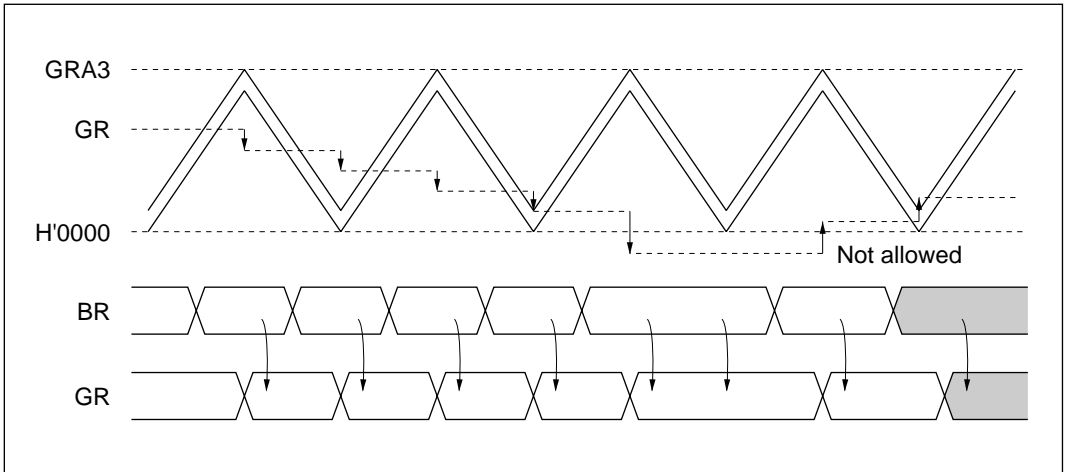 GRA3
GR
H'0000
Not allowed
BR
GR